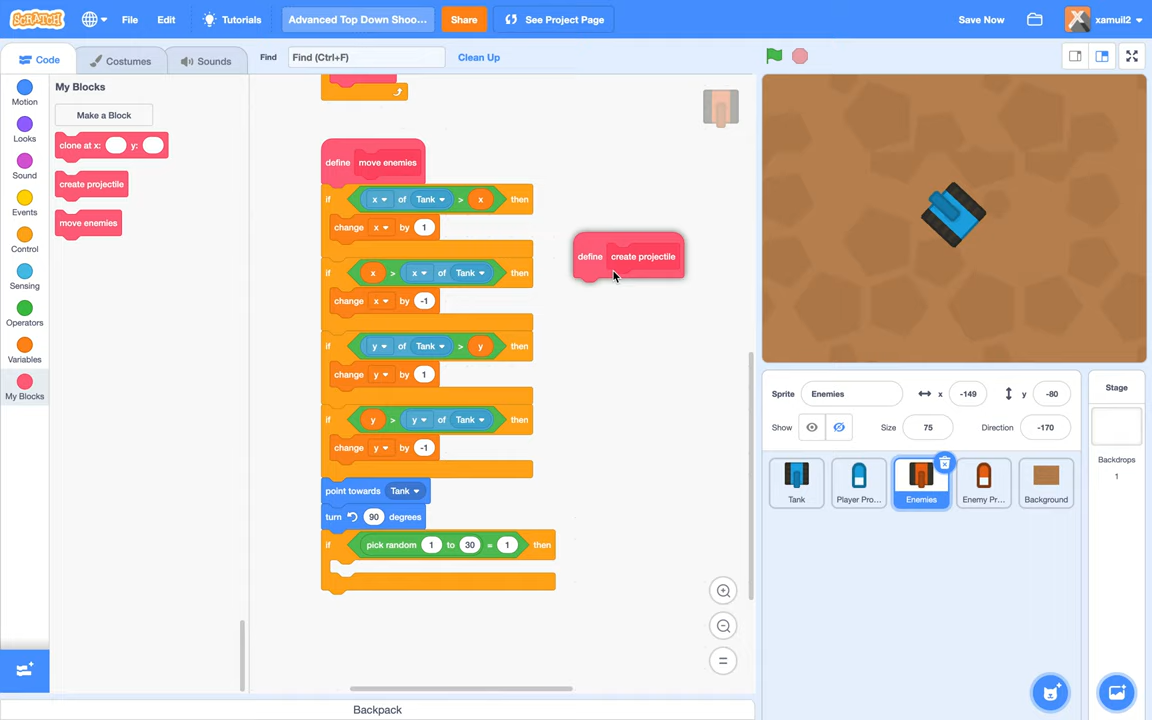 SCRATCH File Edit Tutorials Advanced Top Down Shoo... Share See Project Page Save Now xamuil2
Code Costumes Sounds Find Find (Ctrl+F) Clean Up
Motion
Looks
Sound
Events
Control
Sensing
Operators
Variables
My Blocks
My Blocks
Make a Block
clone at x: y:
create projectile
move enemies
define move enemies
if x of Tank > x then
change x by 1
if x > x of Tank then
change x by -1
if y of Tank > y then
change y by 1
if y > y of Tank then
change y by -1
point towards Tank
turn 90 degrees
if pick random 1 to 30 = 1 then
define create projectile
Backpack
Sprite Enemies x -149 y -80
Show Size 75 Direction -170
Tank Player Pro... Enemies Enemy Pr... Background
Stage
Backdrops
1